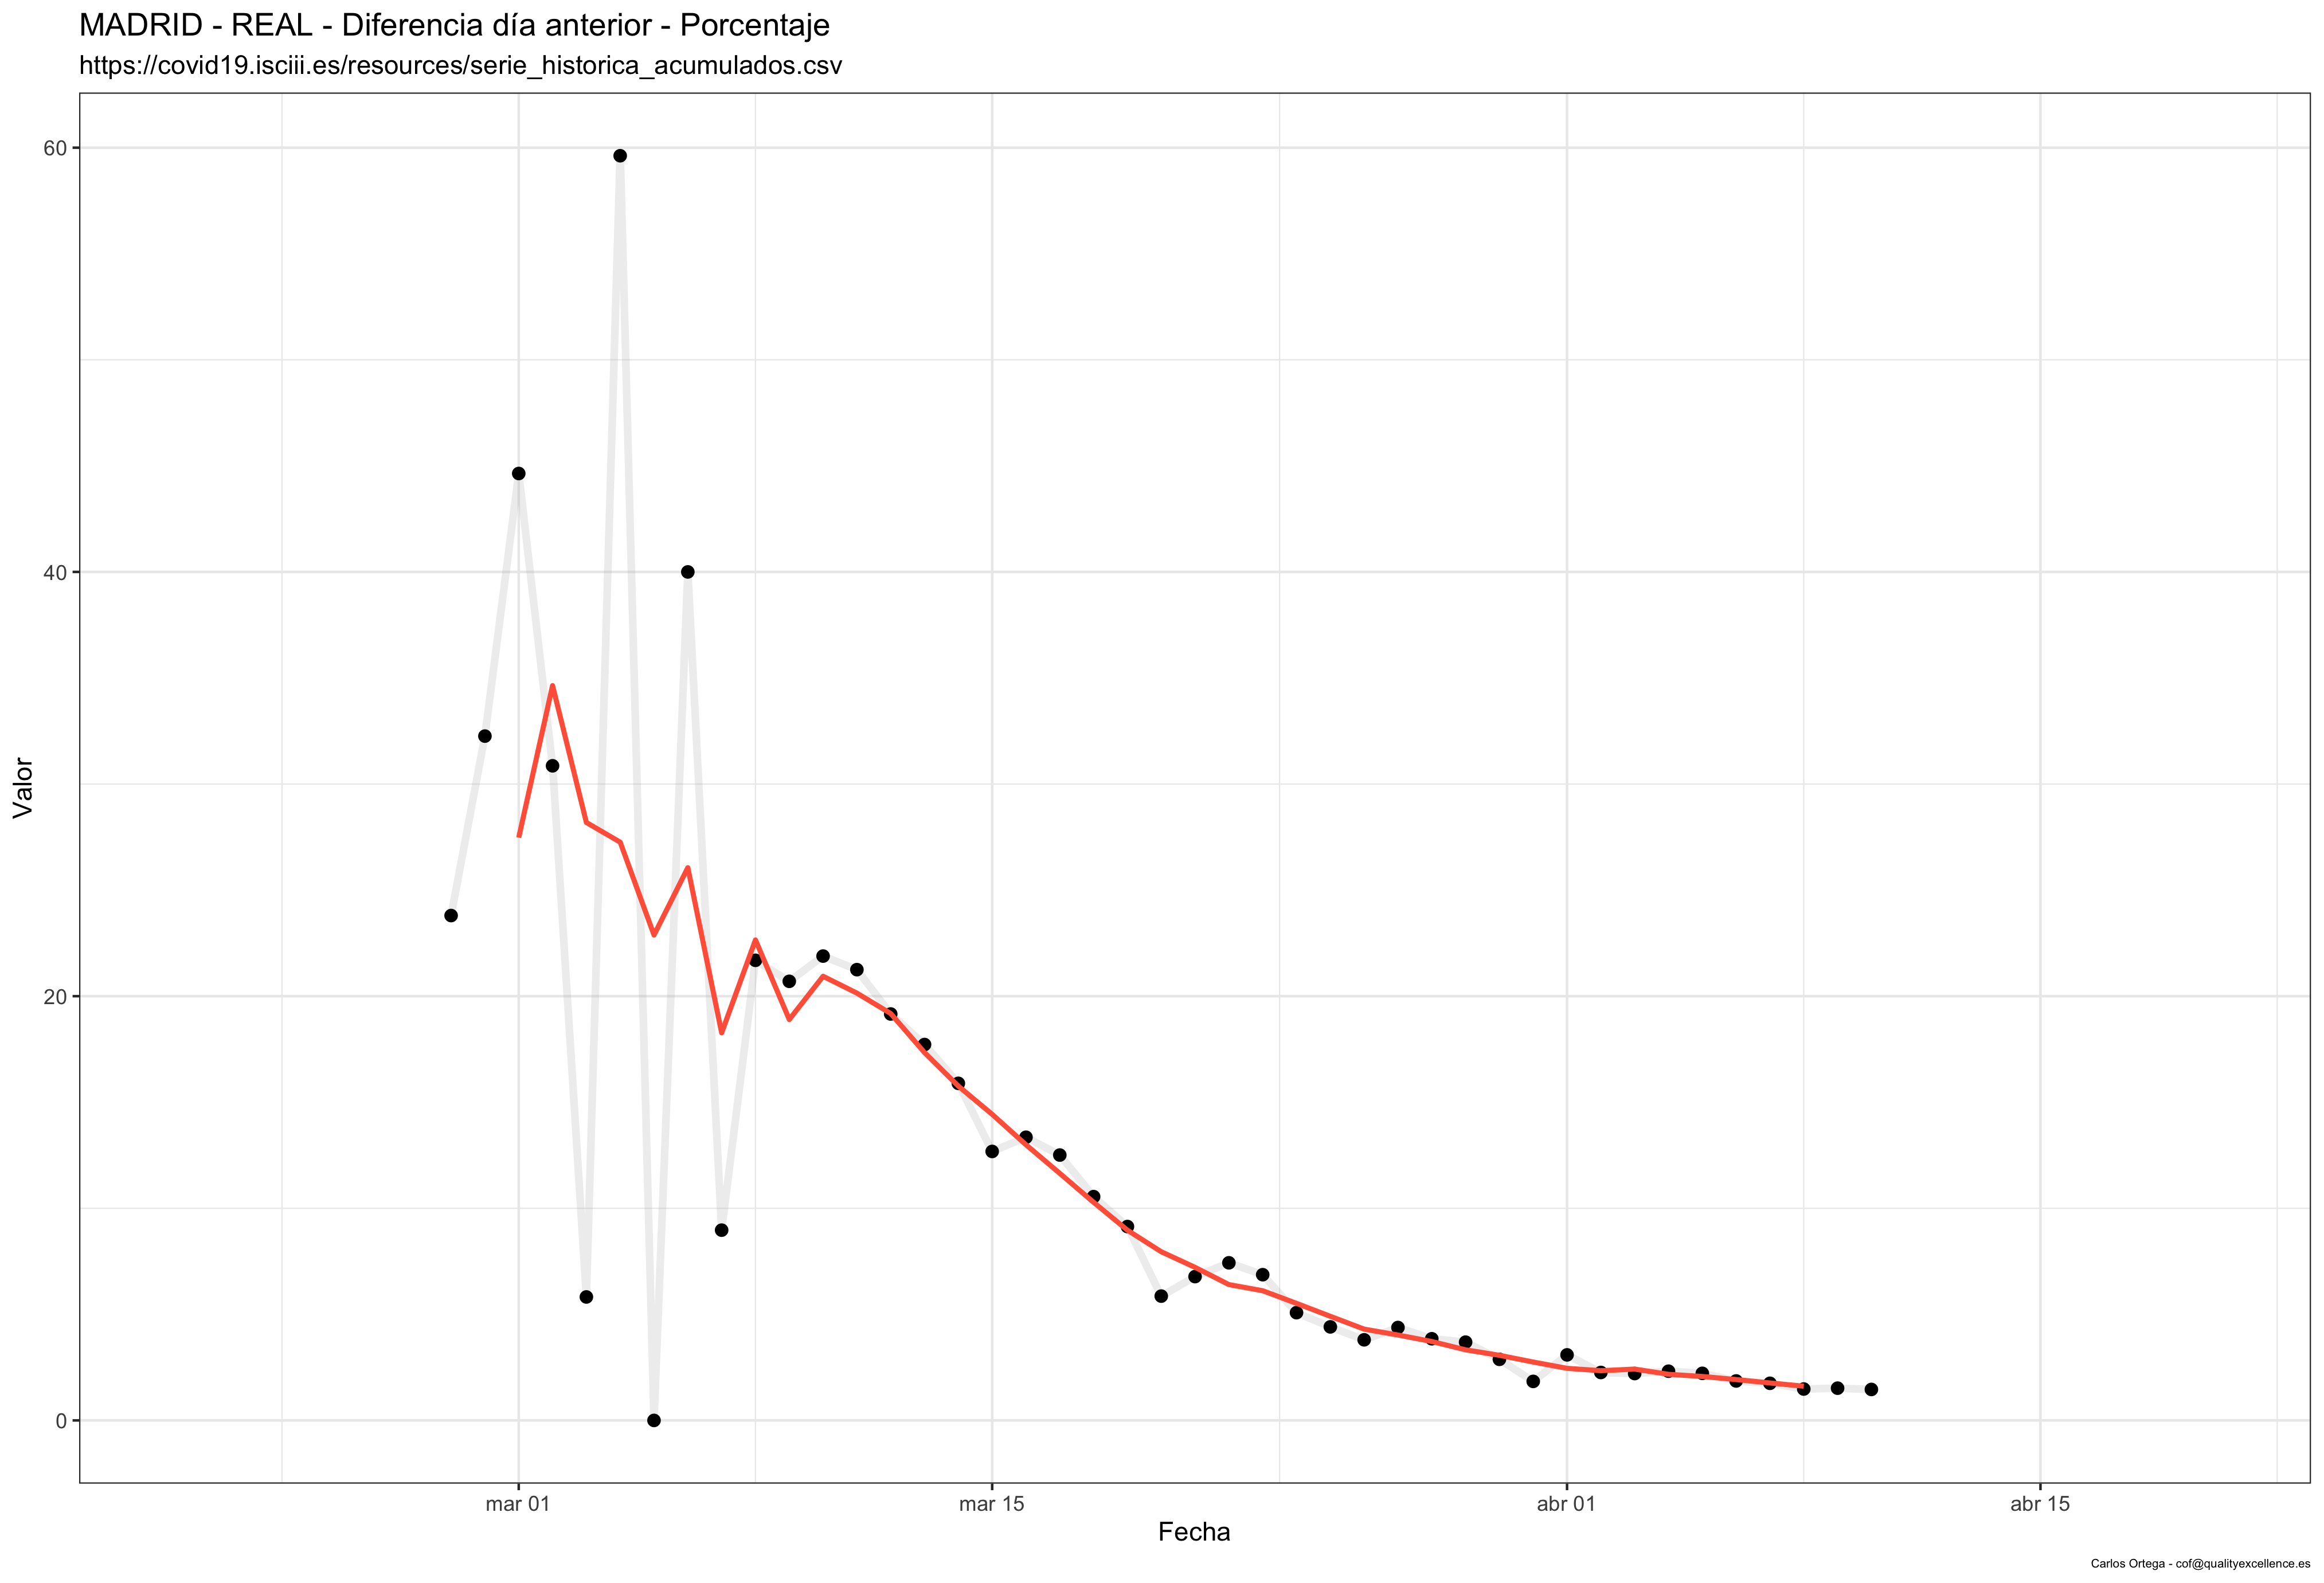 MADRID - REAL - Diferencia día anterior - Porcentaje
https://covid19.isciii.es/resources/serie_historica_acumulados.csv
60
40
20
0
Valor
mar 01
mar 15
abr 01
abr 15
Fecha
Carlos Ortega - cof@qualityexcellence.es